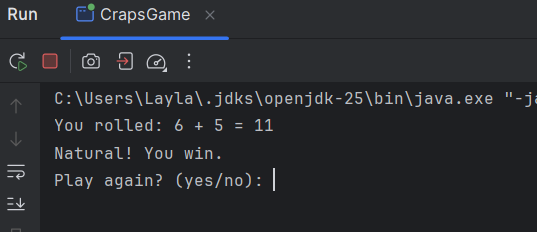 Run
CrapsGame
C:\Users\Layla\.jdks\openjdk-25\bin\java.exe
You rolled: 6 + 5 = 11
Natural! You win.
Play again? (yes/no):